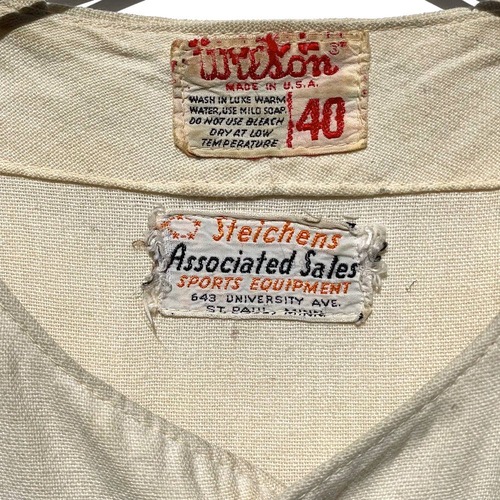 Wilson ®
MADE IN U.S.A.
WASH IN LUKE WARM
WATER, USE MILD SOAP.
DO NOT USE BLEACH
DRY AT LOW
TEMPERATURE
40
Steichens
Associated Sales
SPORTS EQUIPMENT
643 UNIVERSITY AVE.
ST. PAUL, MINN.